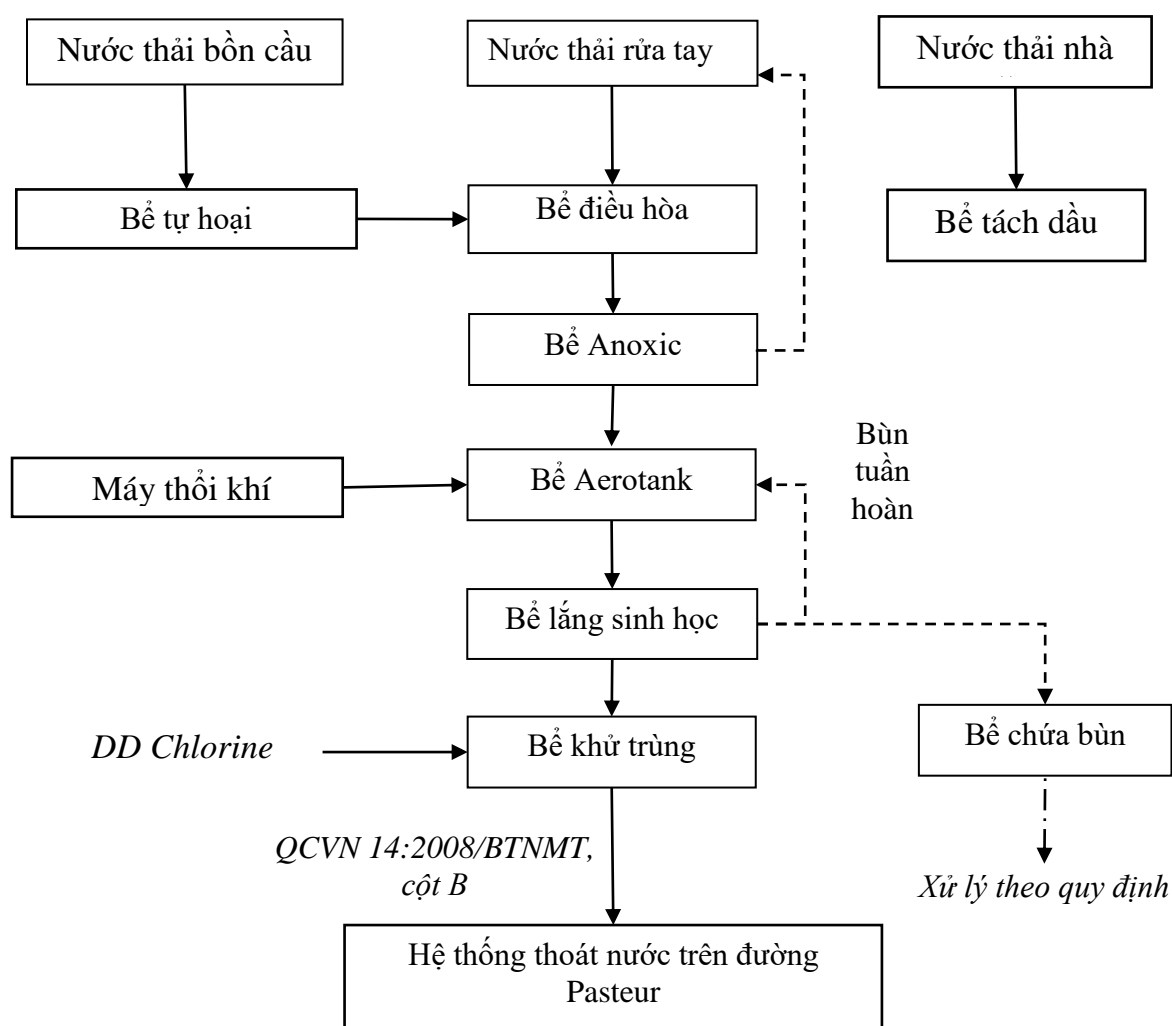 Nước thải bồn cầu
Nước thải rửa tay
Nước thải nhà
Bể tự hoại
Bể điều hòa
Bể tách dầu
Bể Anoxic
Bùn
tuần
hoàn
Máy thổi khí
Bể Aerotank
Bể lắng sinh học
DD Chlorine
Bể khử trùng
Bể chứa bùn
QCVN 14:2008/BTNMT,
cột B
Xử lý theo quy định
Hệ thống thoát nước trên đường
Pasteur